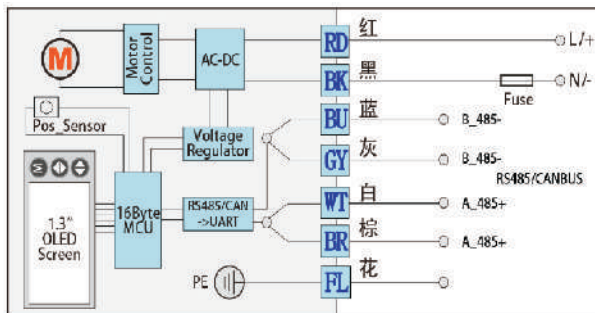 M
Motor
Control
AC-DC
RD 红
L/+
BK 黑
N/-
Fuse
Pos_Sensor
Voltage
Regulator
BU 蓝
B_485-
GY 灰
B_485-
RS485/CANBUS
M
1.3"
OLED
Screen
16Byte
MCU
RS485/CAN
->UART
WT 白
A_485+
BR 棕
A_485+
PE
FL 花